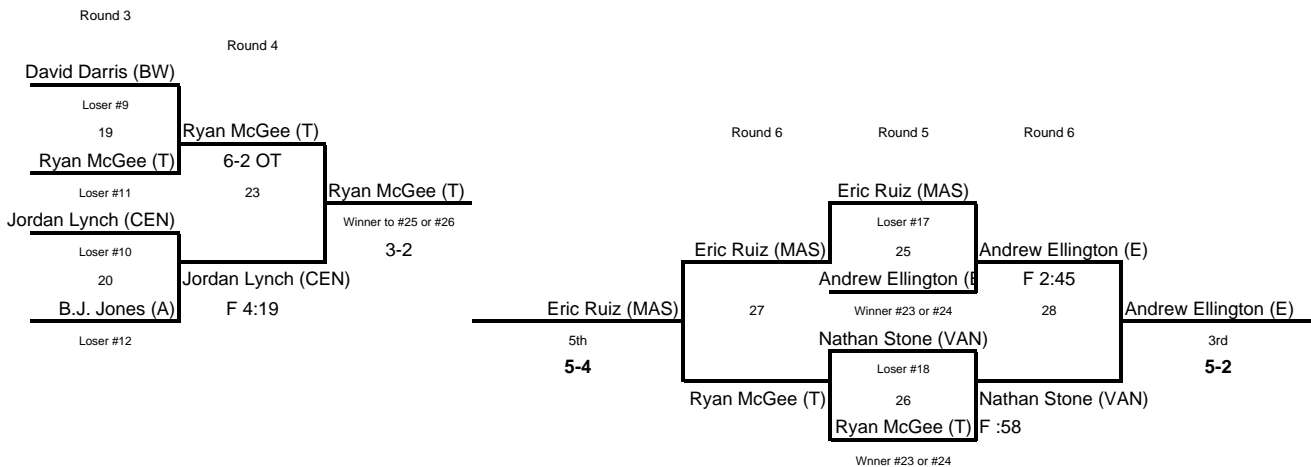 Round 3
Round 4
David Darris (BW)
Loser #9
19
Ryan McGee (T)
Ryan McGee (T)
6-2 OT
Loser #11
23
Ryan McGee (T)
Jordan Lynch (CEN)
Winner to #25 or #26
Loser #10
3-2
20
Jordan Lynch (CEN)
B.J. Jones (A)
F 4:19
Loser #12
Round 6
Round 5
Round 6
Eric Ruiz (MAS)
Loser #17
Eric Ruiz (MAS)
25
Andrew Ellington (E)
Andrew Ellington (E
F 2:45
Eric Ruiz (MAS)
27
Winner #23 or #24
28
Andrew Ellington (E)
5th
Nathan Stone (VAN)
3rd
5-4
Loser #18
5-2
Ryan McGee (T)
26
Nathan Stone (VAN)
Ryan McGee (T)
F :58
Wnner #23 or #24